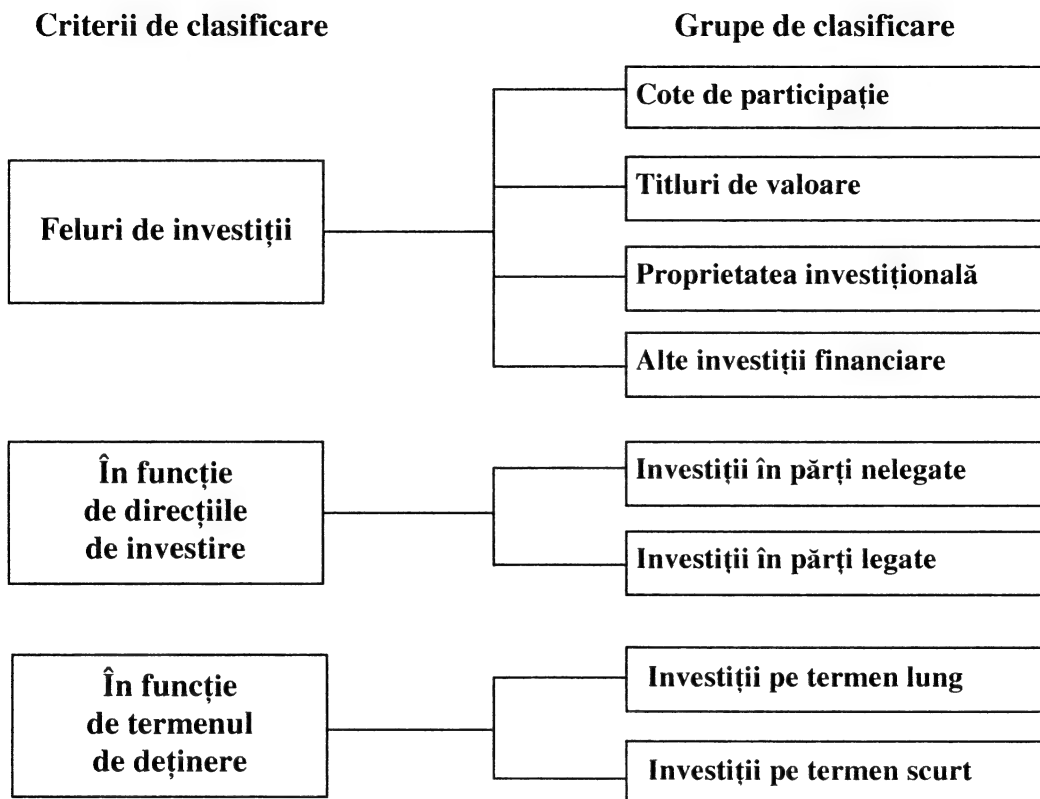 Criterii de clasificare
Grupe de clasificare
Feluri de investiții
Cote de participație
Titluri de valoare
Proprietatea investițională
Alte investiții financiare
În funcție
de direcțiile
de investire
Investiții în părți nelegate
Investiții în părți legate
În funcție
de termenul
de deținere
Investiții pe termen lung
Investiții pe termen scurt